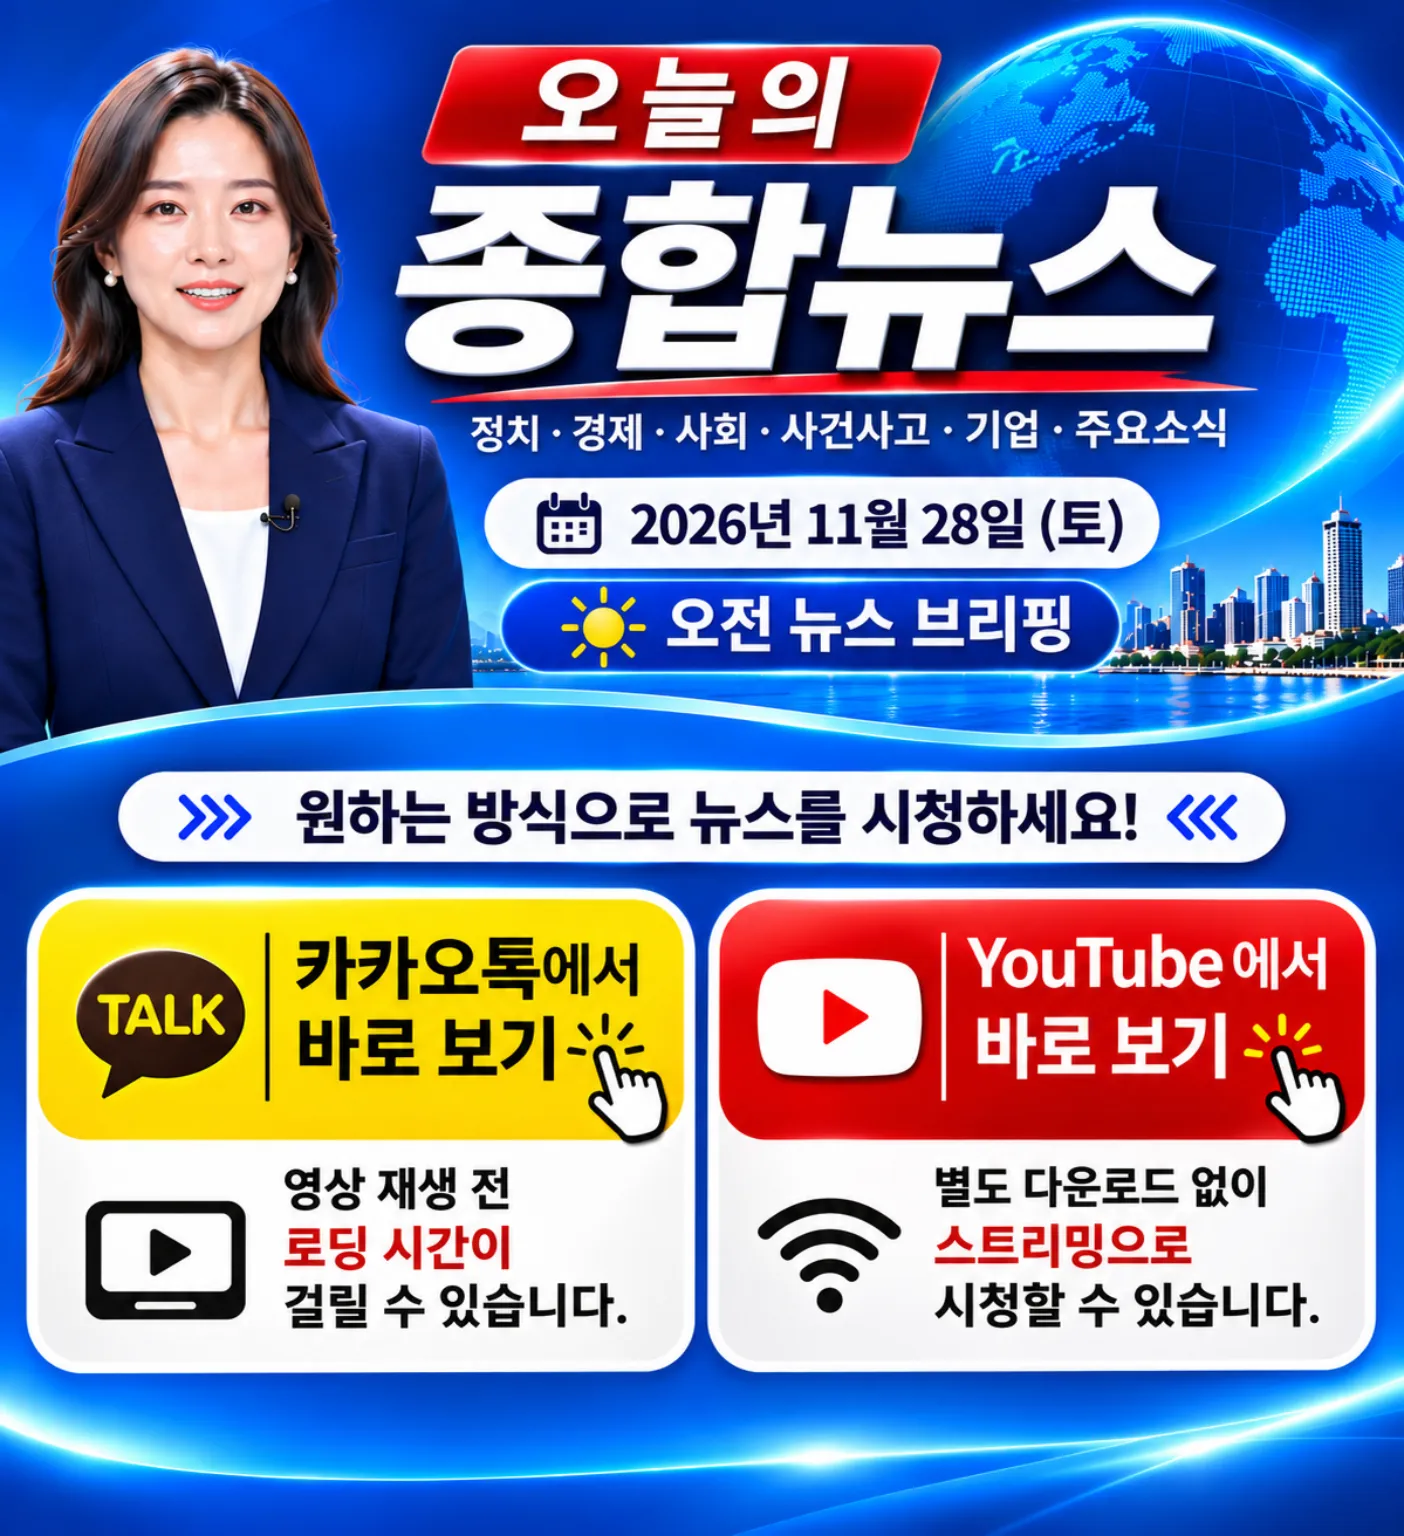 오늘의
종합뉴스
정치 · 경제 · 사회 · 사건사고 · 기업 · 주요소식
2026년 11월 28일 (토)
오전 뉴스 브리핑
원하는 방식으로 뉴스를 시청하세요!
TALK
카카오톡에서
바로 보기
영상 재생 전
로딩 시간이
걸릴 수 있습니다.
YouTube에서
바로 보기
별도 다운로드 없이
스트리밍으로
시청할 수 있습니다.